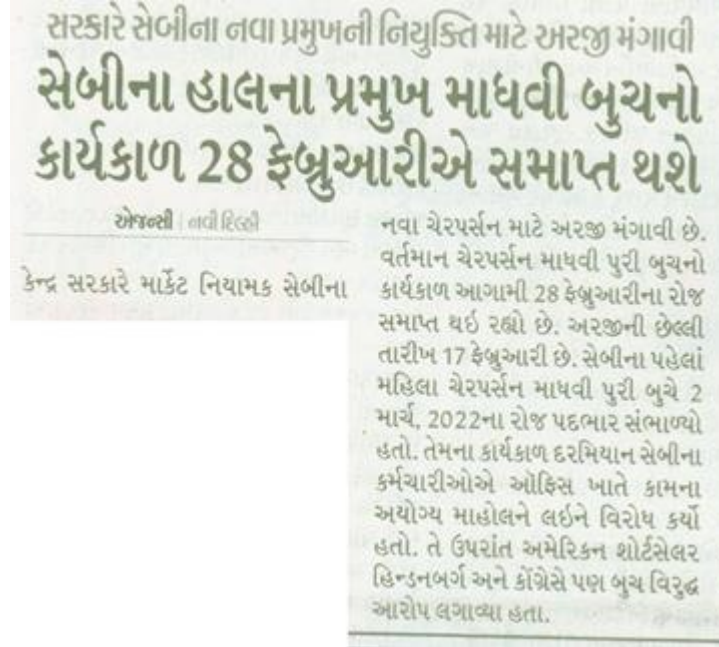 સરકારે સેબીના નવા પ્રમુખની નિયુક્તિ માટે અરજી મંગાવી
સેબીના હાલના પ્રમુખ માધવી બુચનો
કાર્યકાળ 28 ફેબ્રુઆરીએ સમાપ્ત થશે
એજન્સી | નવી દિલ્હી
કેન્દ્ર સરકારે માર્કેટ નિયામક સેબીના
નવા ચેરપર્સન માટે અરજી મંગાવી છે.
વર્તમાન ચેરપર્સન માધવી પુરી બુચનો
કાર્યકાળ આગામી 28 ફેબ્રુઆરીના રોજ
સમાપ્ત થઇ રહ્યો છે. અરજીની છેલ્લી
તારીખ 17 ફેબ્રુઆરી છે. સેબીના પહેલાં
મહિલા ચેરપર્સન માધવી પુરી બુચે 2
માર્ચ, 2022ના રોજ પદભાર સંભાળ્યો
હતો. તેમના કાર્યકાળ દરમિયાન સેબીના
કર્મચારીઓએ ઑફિસ ખાતે કામના
અયોગ્ય માહોલને લઇને વિરોધ કર્યો
હતો. તે ઉપરાંત અમેરિકન શોર્ટસેલર
હિન્ડનબર્ગ અને કોંગ્રેસે પણ બુચ વિરુદ્ધ
આરોપ લગાવ્યા હતા.